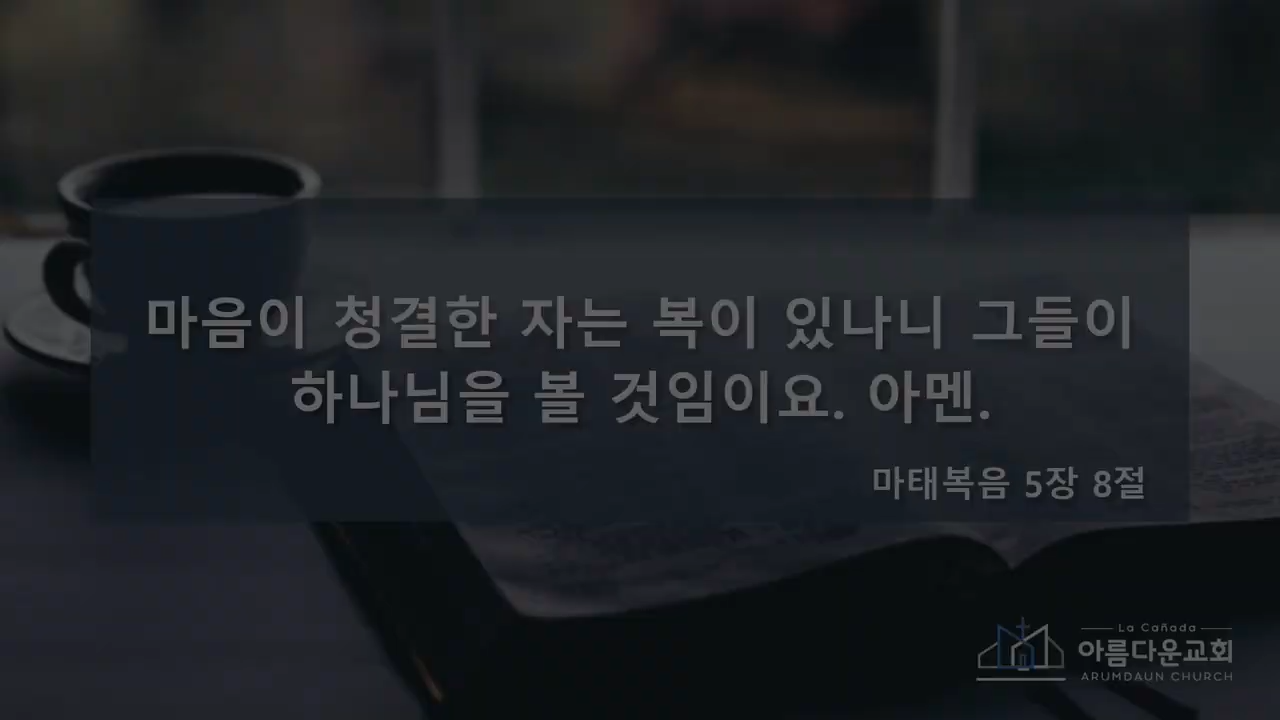 마음이 청결한 자는 복이 있나니 그들이
하나님을 볼 것임이요. 아멘.
마태복음 5장 8절
La Cañada
아름다운교회
ARUMDAUN CHURCH